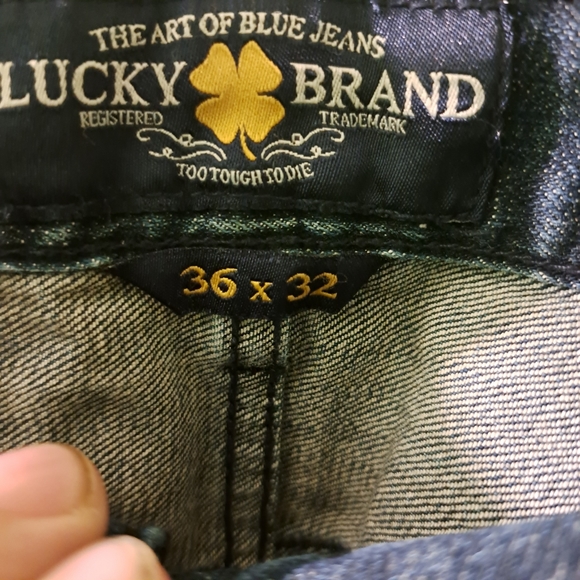 THE ART OF BLUE JEANS
LUCKY BRAND
REGISTERED TRADEMARK
TOO TOUGH TO DIE
36 x 32